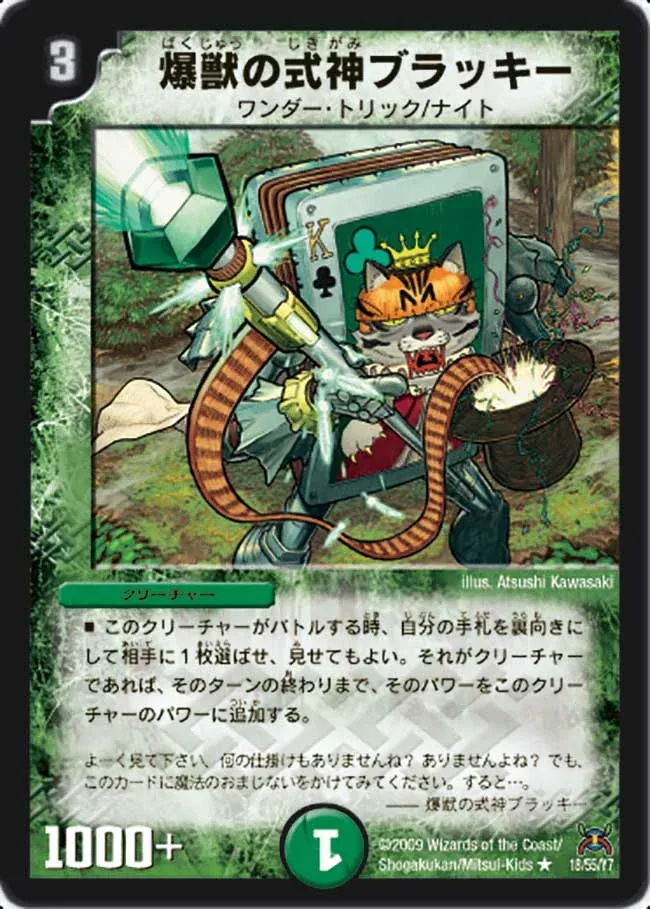 3
ばくじゅう しきがみ
爆獣の式神ブラッキー
ワンダー・トリック/ナイト
K
illus. Atsushi Kawasaki
クリーチャー
■ このクリーチャーがバトルする時、自分の手札を裏向きに
して相手に1枚選ばせ、見せてもよい。それがクリーチャー
であれば、そのターンの終わりまで、そのパワーをこのクリー
チャーのパワーに追加する。
よーく見て下さい、何の仕掛けもありませんね？ ありませんよね？ でも、
このカードに魔法のおまじないをかけてみてください。すると…。
―― 爆獣の式神ブラッキー
1000+
1
©2009 Wizards of the Coast/
Shogakukan/Mitsui-Kids ★
18/55/Y7